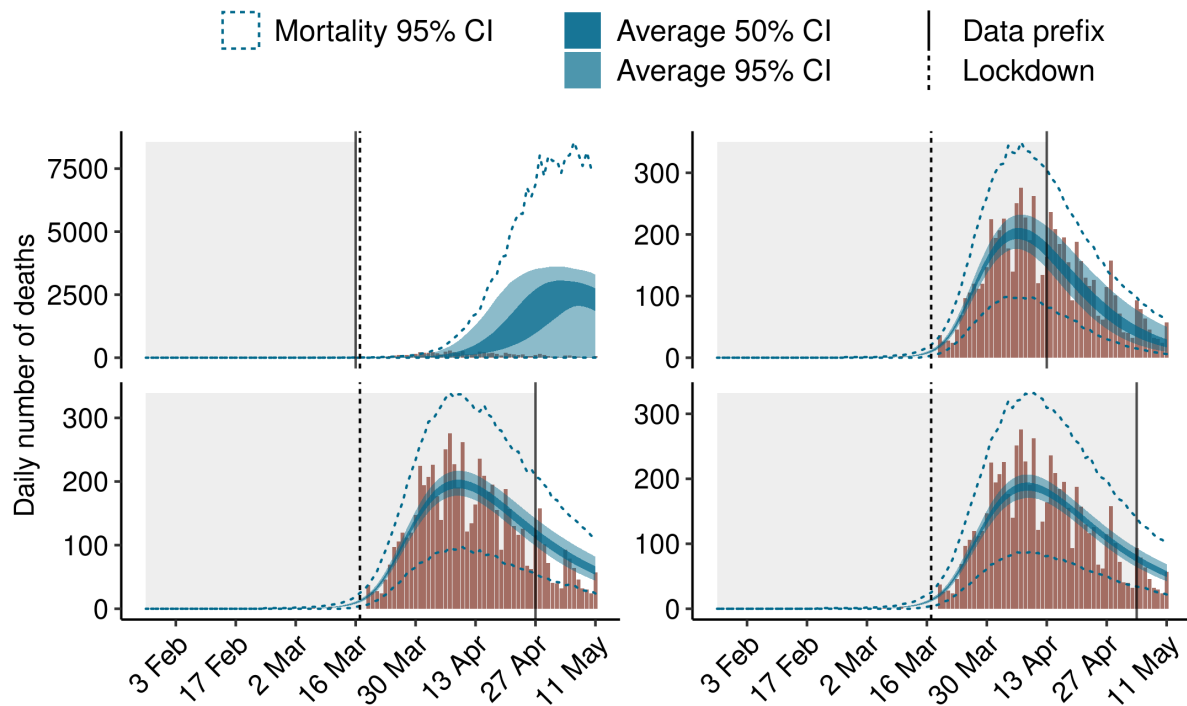 Mortality 95% CI
Average 50% CI
Average 95% CI
Data prefix
Lockdown
Daily number of deaths
7500
5000
2500
0
300
200
100
0
300
200
100
0
300
200
100
0
3 Feb
17 Feb
2 Mar
16 Mar
30 Mar
13 Apr
27 Apr
11 May
3 Feb
17 Feb
2 Mar
16 Mar
30 Mar
13 Apr
27 Apr
11 May